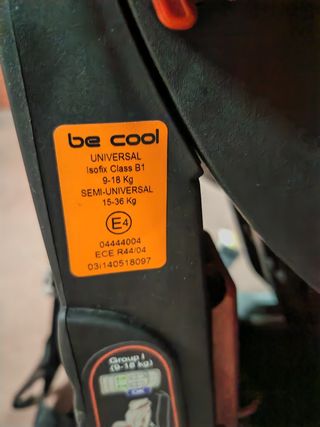 be cool
UNIVERSAL
Isofix Class B1
9-18 Kg
SEMI-UNIVERSAL
15-36 Kg
E4
04444004
ECE R44/04
03/140518097
Group I
(9-18 kg)
OK